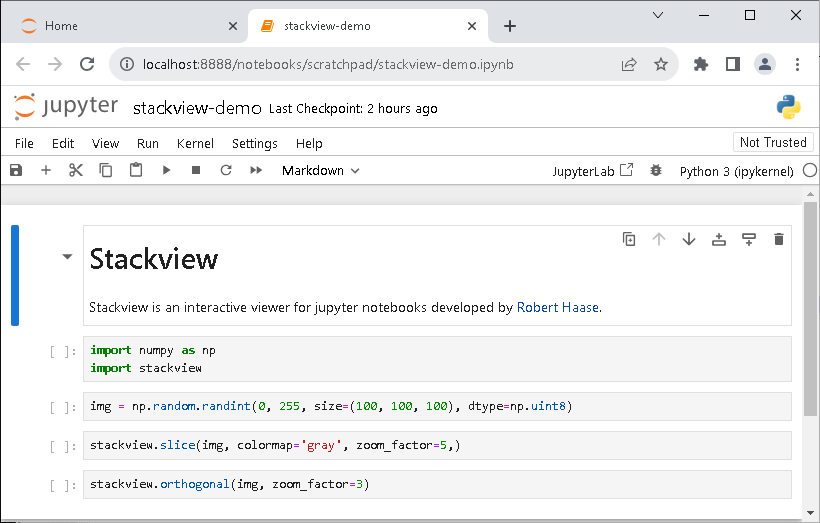 Home
stackview-demo
localhost:8888/notebooks/scratchpad/stackview-demo.ipynb
jupyter stackview-demo Last Checkpoint: 2 hours ago
File Edit View Run Kernel Settings Help
Not Trusted
Markdown
JupyterLab
Python 3 (ipykernel)
Stackview
Stackview is an interactive viewer for jupyter notebooks developed by Robert Haase.
[ ]: import numpy as np
import stackview
[ ]: img = np.random.randint(0, 255, size=(100, 100, 100), dtype=np.uint8)
[ ]: stackview.slice(img, colormap='gray', zoom_factor=5,)
[ ]: stackview.orthogonal(img, zoom_factor=3)